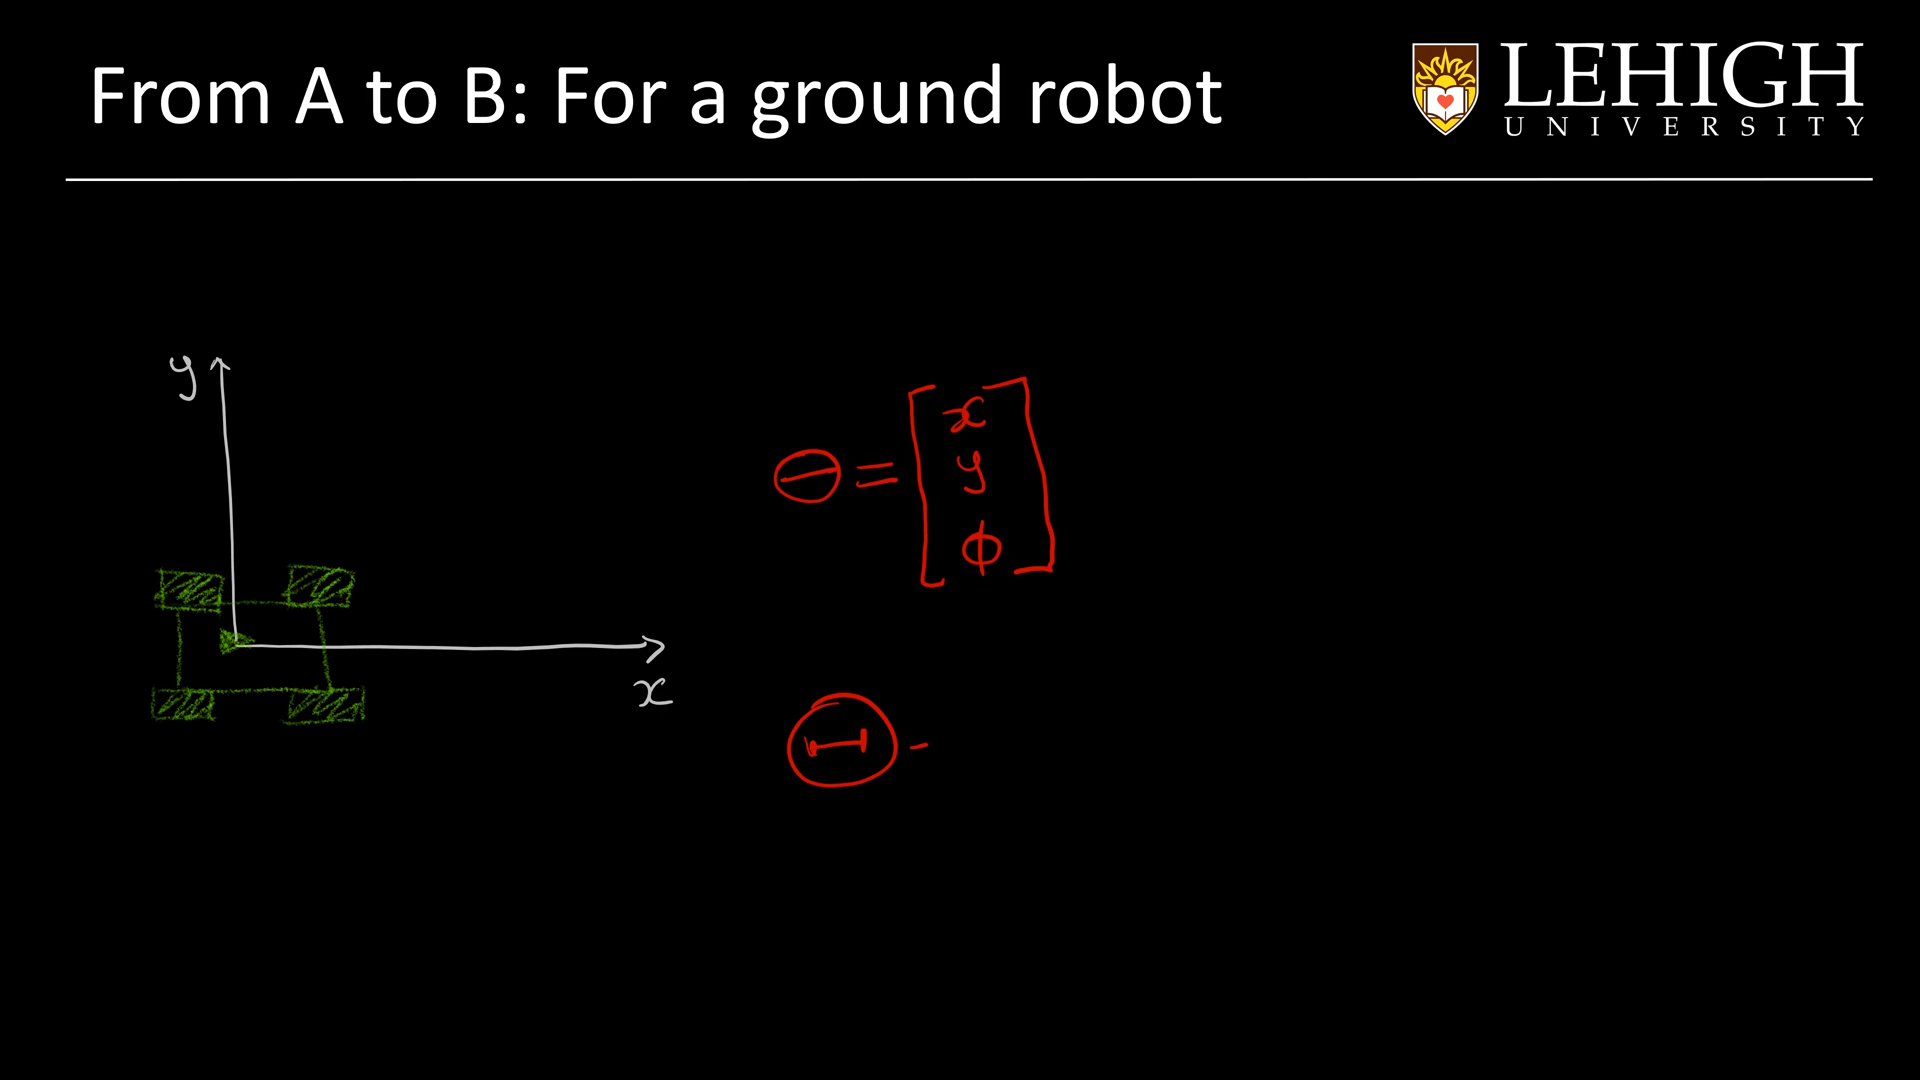 From A to B: For a ground robot
LEHIGH
UNIVERSITY
y
x
θ = [x y ϕ]
Θ -